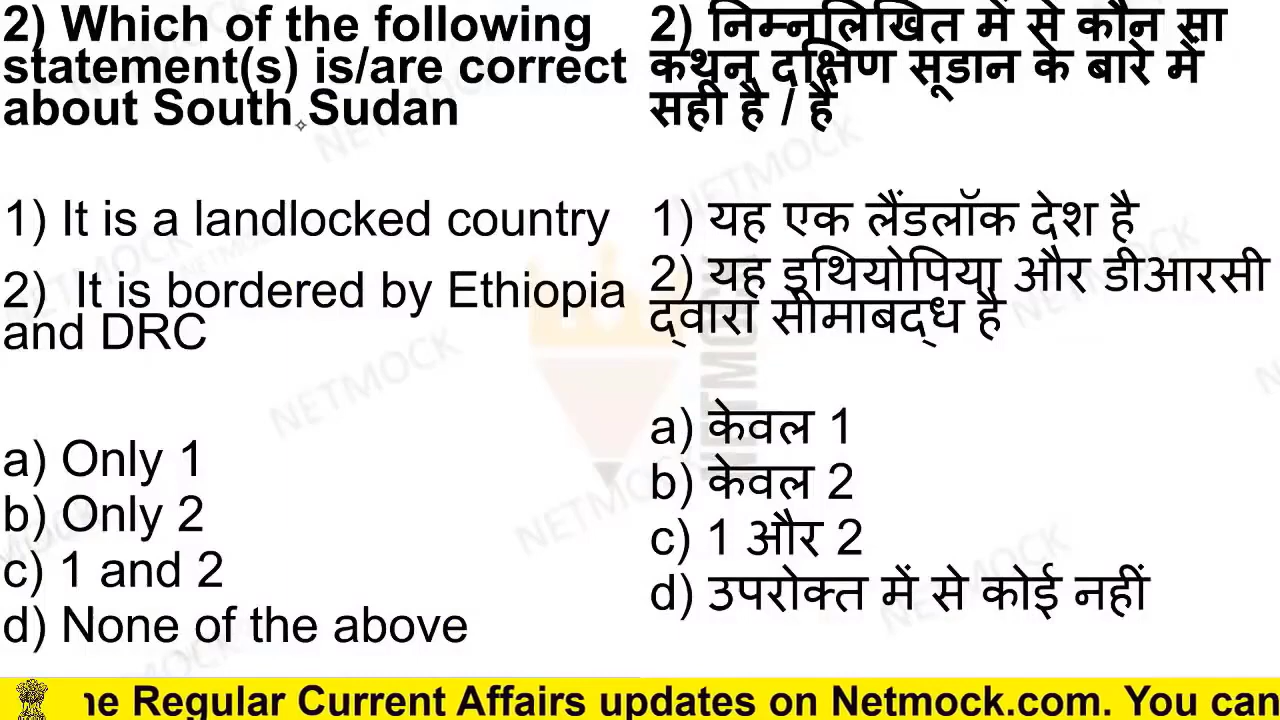 2) Which of the following
statement(s) is/are correct
about South Sudan
1) It is a landlocked country
2) It is bordered by Ethiopia
and DRC
a) Only 1
b) Only 2
c) 1 and 2
d) None of the above
2) निम्नलिखित में से कौन सा
कथन दक्षिण सूडान के बारे में
सही है / हैं
1) यह एक लैंडलॉक देश है
2) यह इथियोपिया और डीआरसी
द्वारा सीमाबद्ध है
a) केवल 1
b) केवल 2
c) 1 और 2
d) उपरोक्त में से कोई नहीं
NETMOCK
he Regular Current Affairs updates on Netmock.com. You can